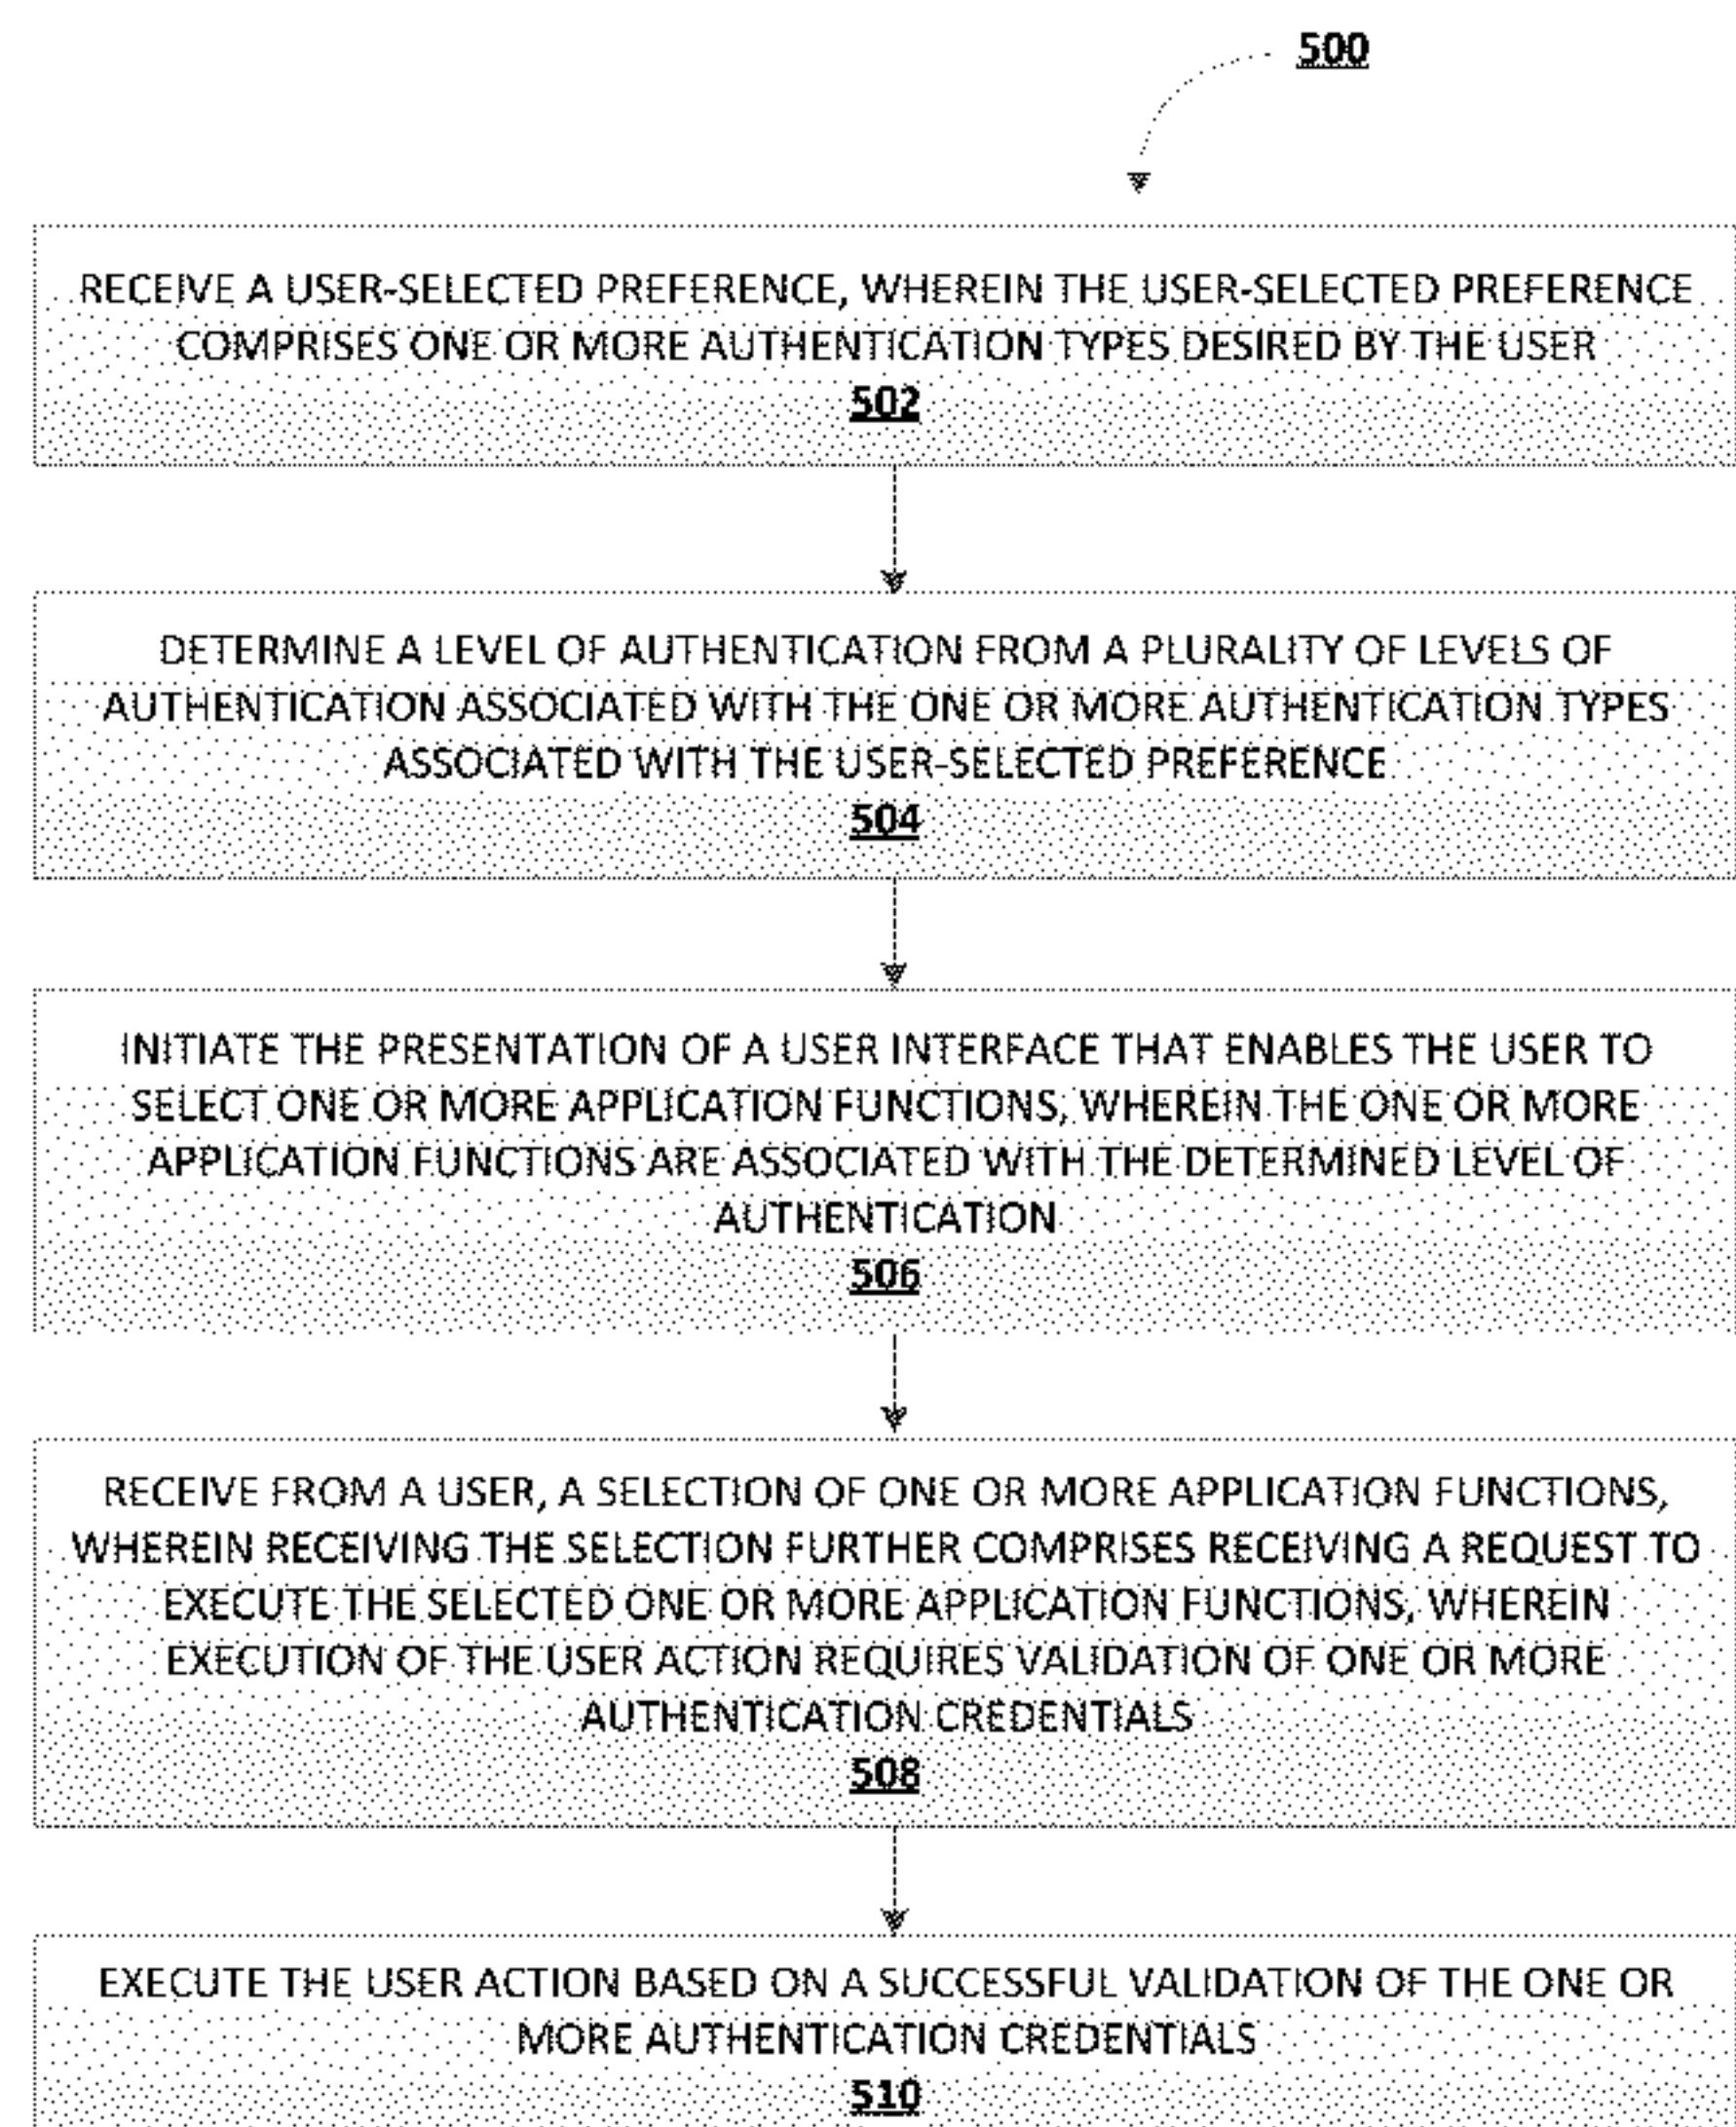 500
RECEIVE A USER-SELECTED PREFERENCE, WHEREIN THE USER-SELECTED PREFERENCE
COMPRISES ONE OR MORE AUTHENTICATION TYPES DESIRED BY THE USER
502
DETERMINE A LEVEL OF AUTHENTICATION FROM A PLURALITY OF LEVELS OF
AUTHENTICATION ASSOCIATED WITH THE ONE OR MORE AUTHENTICATION TYPES
ASSOCIATED WITH THE USER-SELECTED PREFERENCE
504
INITIATE THE PRESENTATION OF A USER INTERFACE THAT ENABLES THE USER TO
SELECT ONE OR MORE APPLICATION FUNCTIONS, WHEREIN THE ONE OR MORE
APPLICATION FUNCTIONS ARE ASSOCIATED WITH THE DETERMINED LEVEL OF
AUTHENTICATION
506
RECEIVE FROM A USER, A SELECTION OF ONE OR MORE APPLICATION FUNCTIONS,
WHEREIN RECEIVING THE SELECTION FURTHER COMPRISES RECEIVING A REQUEST TO
EXECUTE THE SELECTED ONE OR MORE APPLICATION FUNCTIONS, WHEREIN
EXECUTION OF THE USER ACTION REQUIRES VALIDATION OF ONE OR MORE
AUTHENTICATION CREDENTIALS
508
EXECUTE THE USER ACTION BASED ON A SUCCESSFUL VALIDATION OF THE ONE OR
MORE AUTHENTICATION CREDENTIALS
510